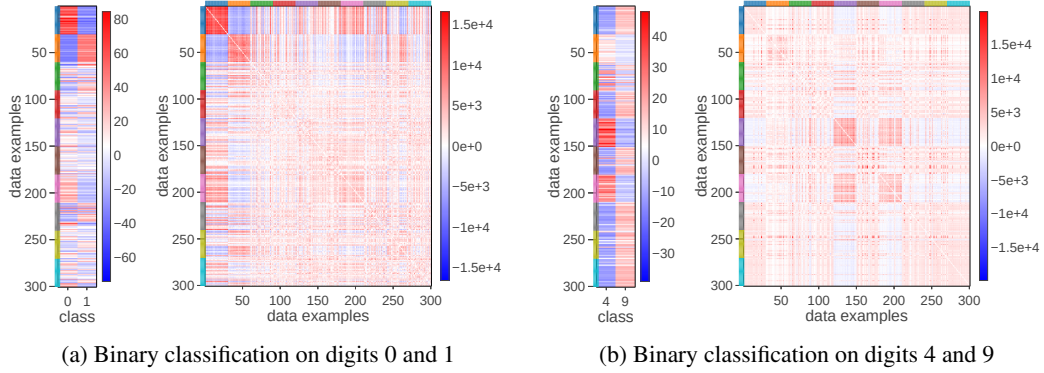 data examples
50
100
150
200
250
300
0 1
class
80
60
40
20
0
−20
−40
−60
data examples
50
100
150
200
250
300
50 100 150 200 250 300
data examples
1.5e+4
1e+4
5e+3
0e+0
−5e+3
−1e+4
−1.5e+4
data examples
50
100
150
200
250
300
4 9
class
40
30
20
10
0
−10
−20
−30
data examples
50
100
150
200
250
300
50 100 150 200 250 300
data examples
1.5e+4
1e+4
5000
0e+0
−5000
−1e+4
−1.5e+4
(a) Binary classification on digits 0 and 1
(b) Binary classification on digits 4 and 9